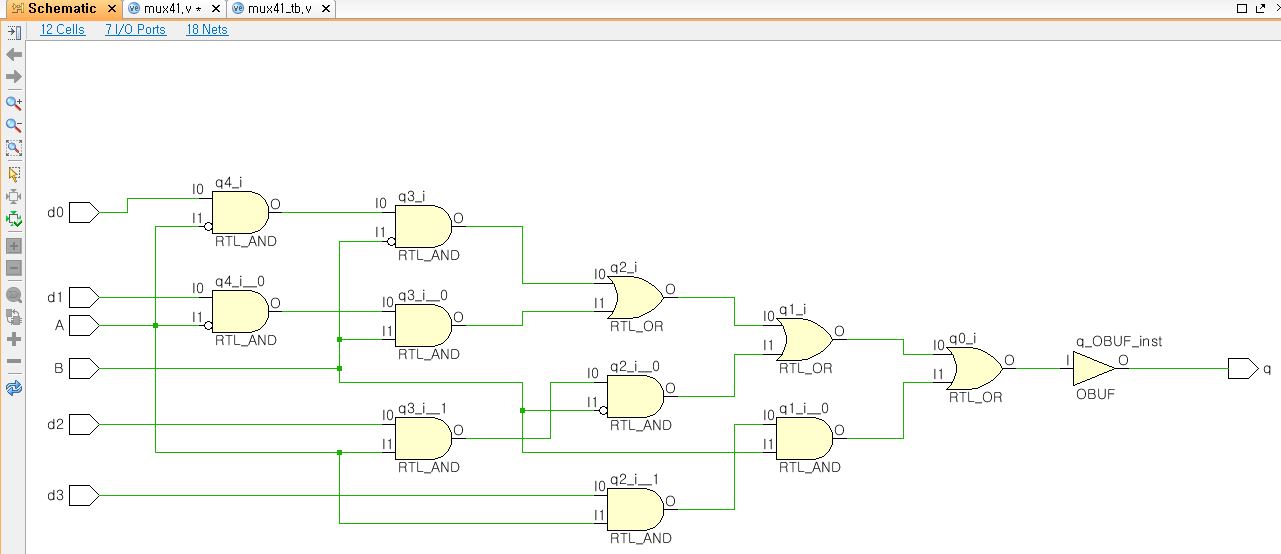 Schematic × mux41.v * × mux41_tb.v ×
12 Cells 7 I/O Ports 18 Nets
q4_i
I0 O
d0
I1
RTL_AND
q3_i
I0 O
I1
RTL_AND
q4_i__0
d1 I0 O
A I1
RTL_AND
q3_i__0
I0 O
I1
RTL_AND
B
q2_i
I0 O
I1
RTL_OR
q1_i
I0 O
I1
RTL_OR
q2_i__0
I0 O
I1
RTL_AND
q0_i
I0 O
I1
RTL_OR
q_OBUF_inst
I O
OBUF
q
q3_i__1
d2 I0 O
I1
RTL_AND
q1_i__0
I0 O
I1
RTL_AND
q2_i__1
d3 I0 O
I1
RTL_AND